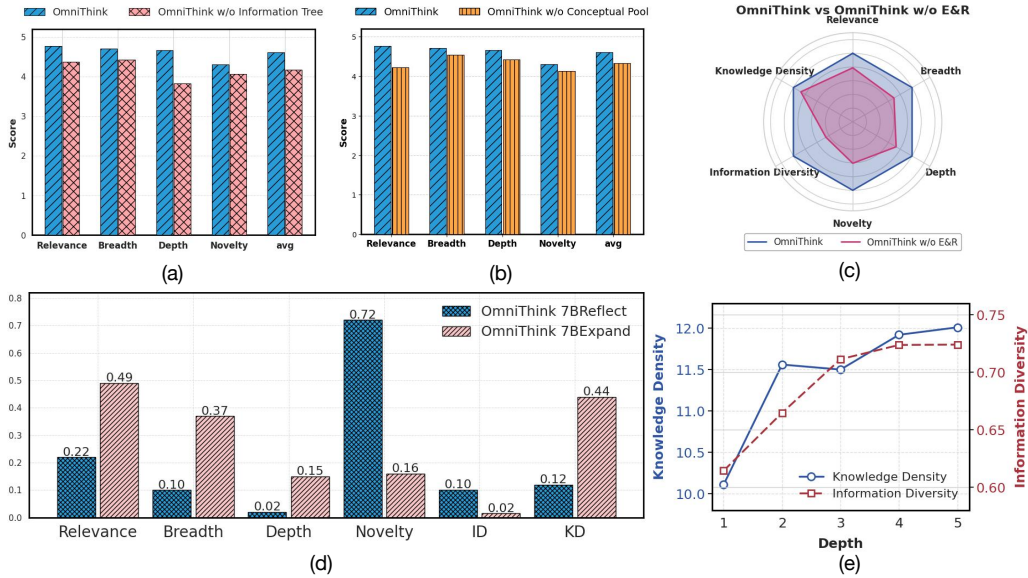 OmniThink OmniThink w/o Information Tree
5
4
3
2
1
0
Score
Relevance Breadth Depth Novelty avg
(a)
OmniThink OmniThink w/o Conceptual Pool
5
4
3
2
1
0
Score
Relevance Breadth Depth Novelty avg
(b)
OmniThink vs OmniThink w/o E&R
Relevance
Knowledge Density Breadth
Information Diversity Depth
Novelty
OmniThink OmniThink w/o E&R
(c)
0.8
0.7
0.6
0.5
0.4
0.3
0.2
0.1
0.0
OmniThink 7BReflect
OmniThink 7BExpand
0.22 0.49 0.10 0.37 0.02 0.15 0.72 0.16 0.10 0.02 0.12 0.44
Relevance Breadth Depth Novelty ID KD
(d)
Knowledge Density
12.0
11.5
11.0
10.5
10.0
0.75
0.70
0.65
0.60
Information Diversity
Knowledge Density
Information Diversity
1 2 3 4 5
Depth
(e)